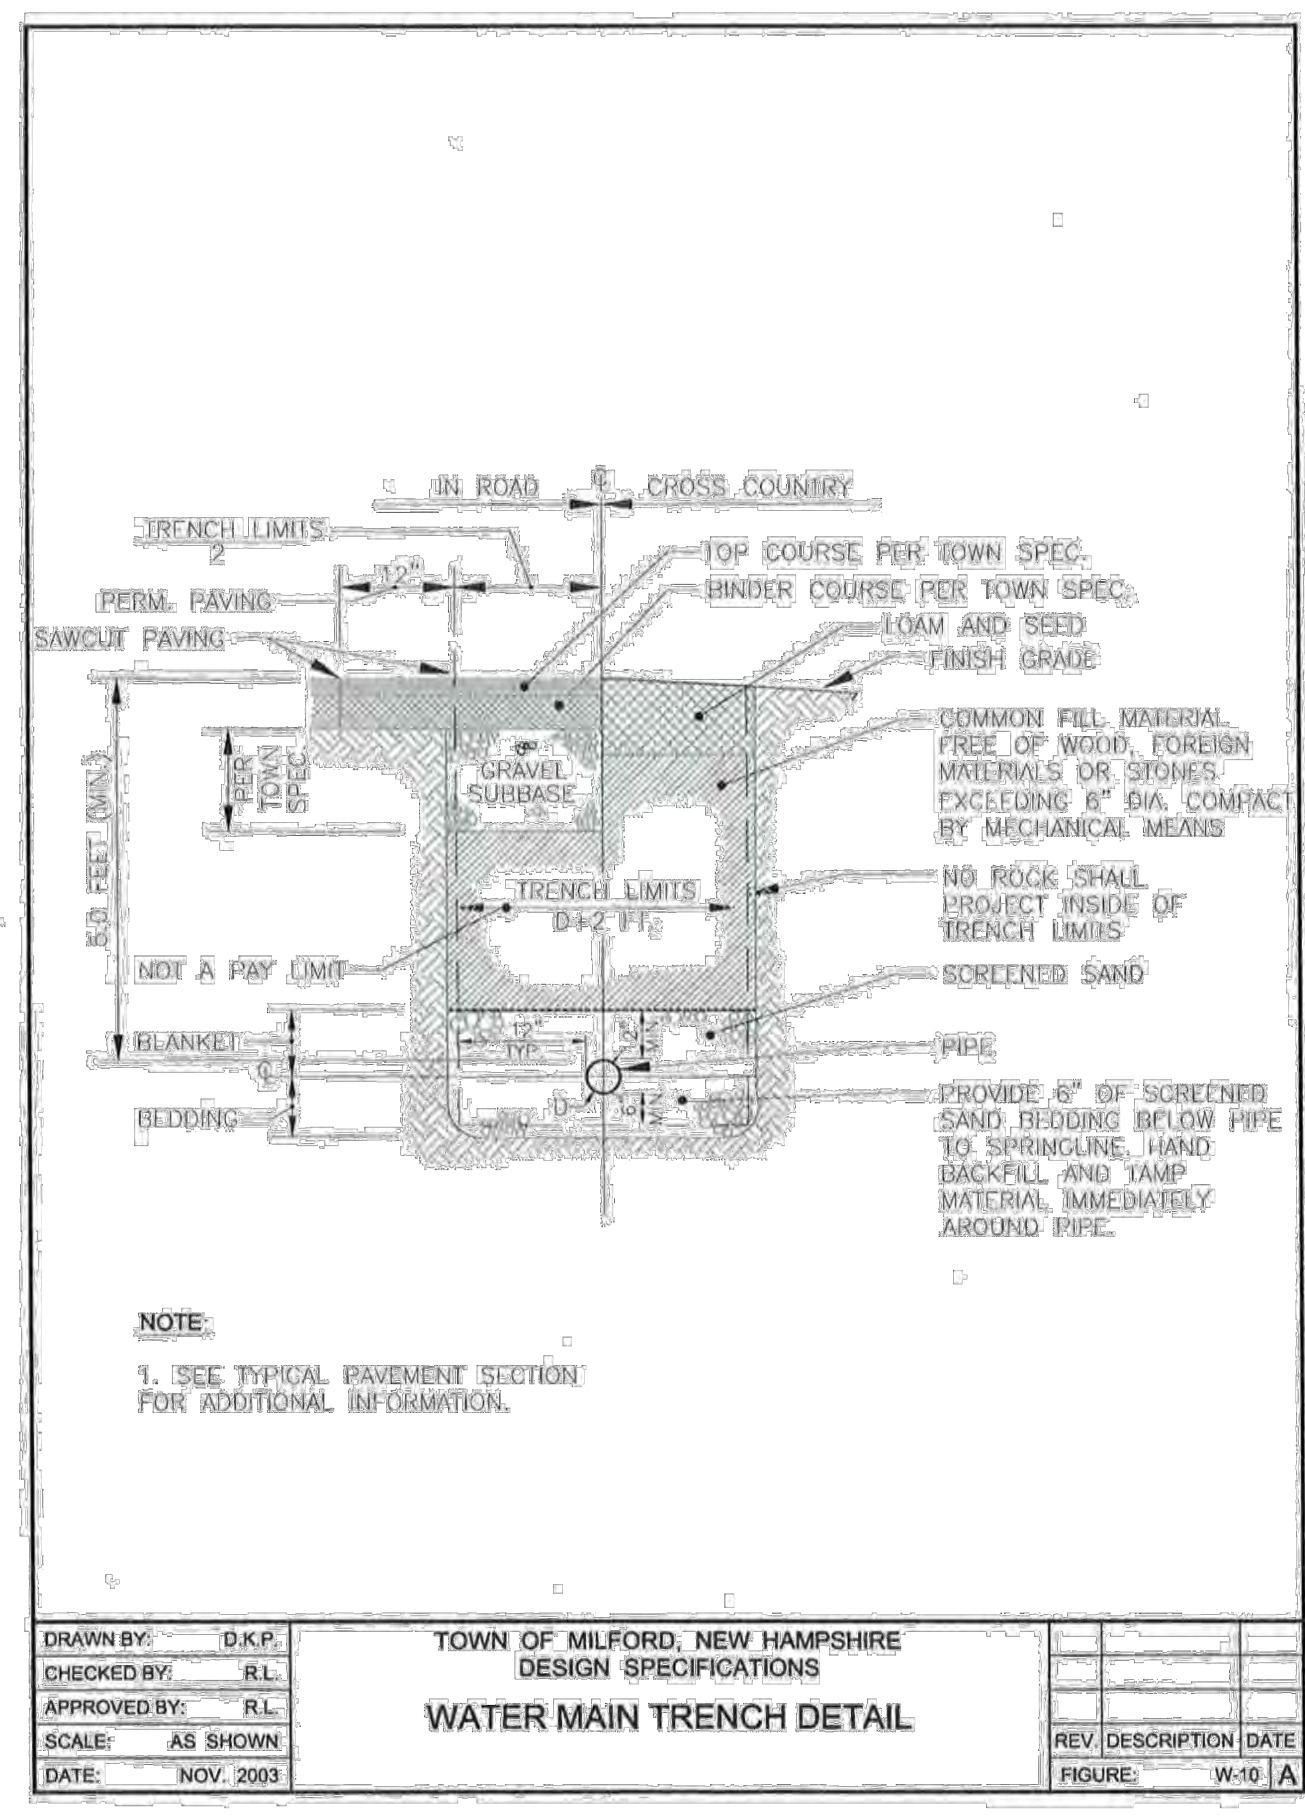 IN ROAD
℄
CROSS COUNTRY
TRENCH LIMITS
2
12"
TOP COURSE PER TOWN SPEC.
BINDER COURSE PER TOWN SPEC.
PERM. PAVING
SAWCUT PAVING
LOAM AND SEED
FINISH GRADE
5.0 FEET (MIN.)
PER
TOWN
SPEC.
GRAVEL
SUBBASE
COMMON FILL MATERIAL
FREE OF WOOD, FOREIGN
MATERIALS OR STONES
EXCEEDING 6" DIA. COMPACT
BY MECHANICAL MEANS
TRENCH LIMITS
D+2 FT.
NO ROCK SHALL
PROJECT INSIDE OF
TRENCH LIMITS
NOT A PAY LIMIT
SCREENED SAND
BLANKET
12"
TYP.
12"
MIN.
PIPE
℄
BEDDING
D
6"
MIN.
PROVIDE 6" OF SCREENED
SAND BEDDING BELOW PIPE
TO SPRINGLINE. HAND
BACKFILL AND TAMP
MATERIAL IMMEDIATELY
AROUND PIPE.
NOTE:
1. SEE TYPICAL PAVEMENT SECTION
FOR ADDITIONAL INFORMATION.
DRAWN BY: D.K.P.
CHECKED BY: R.L.
APPROVED BY: R.L.
SCALE: AS SHOWN
DATE: NOV. 2003
TOWN OF MILFORD, NEW HAMPSHIRE
DESIGN SPECIFICATIONS
WATER MAIN TRENCH DETAIL
REV. DESCRIPTION DATE
FIGURE: W-10 A